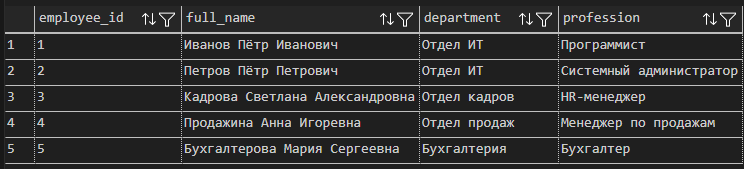 employee_id full_name department profession
1 1 Иванов Пётр Иванович Отдел ИТ Программист
2 2 Петров Пётр Петрович Отдел ИТ Системный администратор
3 3 Кадрова Светлана Александровна Отдел кадров HR-менеджер
4 4 Продажина Анна Игоревна Отдел продаж Менеджер по продажам
5 5 Бухгалтерова Мария Сергеевна Бухгалтерия Бухгалтер